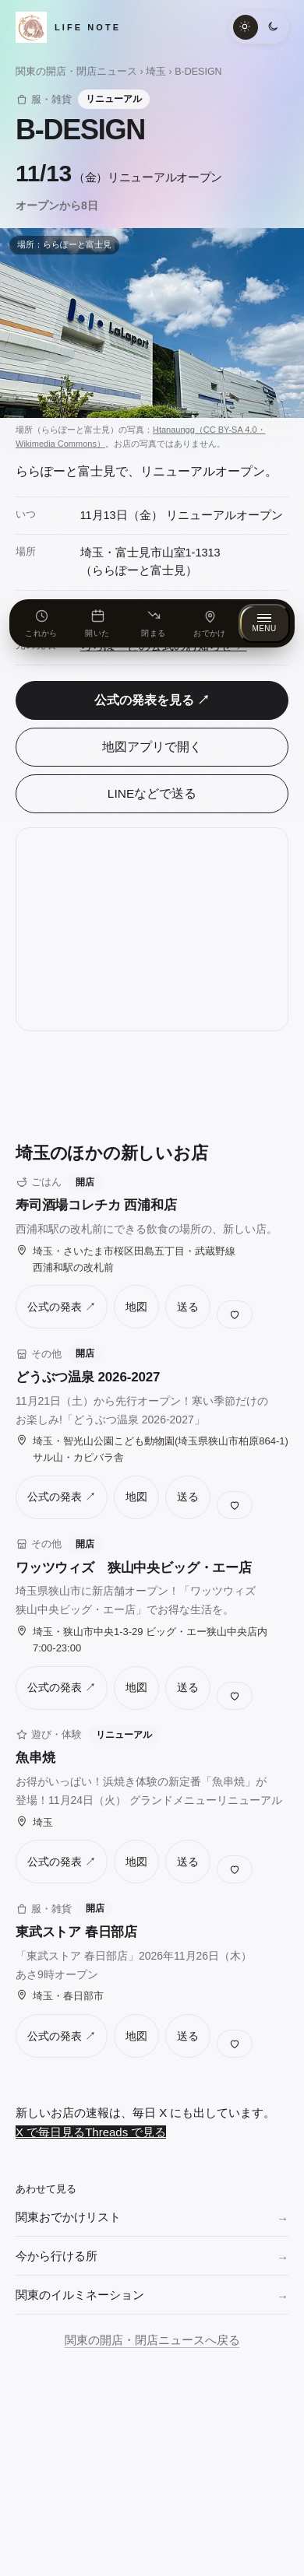 LIFE NOTE
関東の開店・閉店ニュース › 埼玉 › B-DESIGN
服・雑貨 リニューアル
B-DESIGN
11/13（金）リニューアルオープン
オープンから8日
場所：ららぽーと富士見
LaLaport
場所（ららぽーと富士見）の写真：Htanaungg（CC BY-SA 4.0・
Wikimedia Commons）。お店の写真ではありません。
ららぽーと富士見で、リニューアルオープン。
いつ 11月13日（金） リニューアルオープン
場所 埼玉・富士見市山室1-1313
（ららぽーと富士見）
これから 開いた 閉まる おでかけ MENU
公式の発表を見る ↗
地図アプリで開く
LINEなどで送る
埼玉のほかの新しいお店
ごはん 開店
寿司酒場コレチカ 西浦和店
西浦和駅の改札前にできる飲食の場所の、新しい店。
埼玉・さいたま市桜区田島五丁目・武蔵野線
西浦和駅の改札前
公式の発表 ↗ 地図 送る
その他 開店
どうぶつ温泉 2026-2027
11月21日（土）から先行オープン！寒い季節だけの
お楽しみ!「どうぶつ温泉 2026-2027」
埼玉・智光山公園こども動物園(埼玉県狭山市柏原864-1)
サル山・カピバラ舎
公式の発表 ↗ 地図 送る
その他 開店
ワッツウィズ　狭山中央ビッグ・エー店
埼玉県狭山市に新店舗オープン！「ワッツウィズ
狭山中央ビッグ・エー店」でお得な生活を。
埼玉・狭山市中央1-3-29 ビッグ・エー狭山中央店内
7:00-23:00
公式の発表 ↗ 地図 送る
遊び・体験 リニューアル
魚串焼
お得がいっぱい！浜焼き体験の新定番「魚串焼」が
登場！11月24日（火） グランドメニューリニューアル
埼玉
公式の発表 ↗ 地図 送る
服・雑貨 開店
東武ストア 春日部店
「東武ストア 春日部店」2026年11月26日（木）
あさ9時オープン
埼玉・春日部市
公式の発表 ↗ 地図 送る
新しいお店の速報は、毎日 X にも出しています。
X で毎日見るThreads で見る
あわせて見る
関東おでかけリスト →
今から行ける所 →
関東のイルミネーション →
関東の開店・閉店ニュースへ戻る